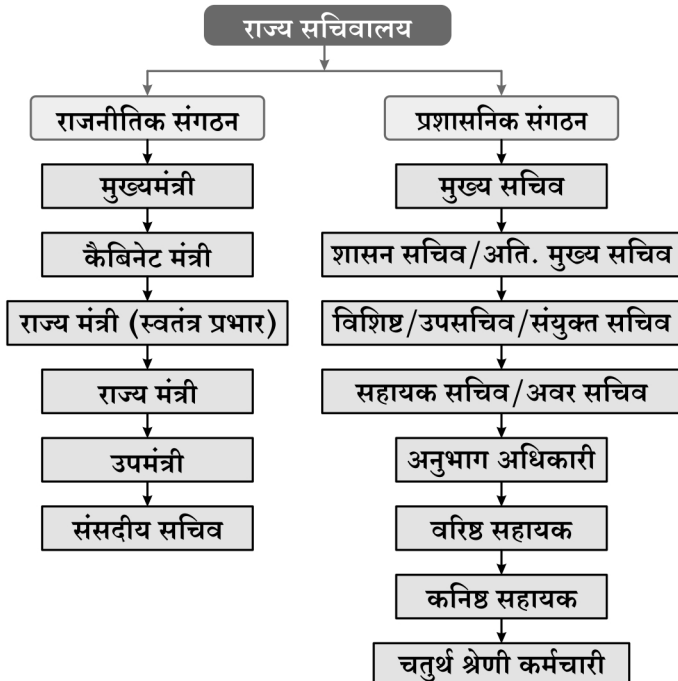 राज्य सचिवालय
राजनीतिक संगठन
मुख्यमंत्री
कैबिनेट मंत्री
राज्य मंत्री (स्वतंत्र प्रभार)
राज्य मंत्री
उपमंत्री
संसदीय सचिव
प्रशासनिक संगठन
मुख्य सचिव
शासन सचिव/अति. मुख्य सचिव
विशिष्ट/उपसचिव/संयुक्त सचिव
सहायक सचिव/अवर सचिव
अनुभाग अधिकारी
वरिष्ठ सहायक
कनिष्ठ सहायक
चतुर्थ श्रेणी कर्मचारी